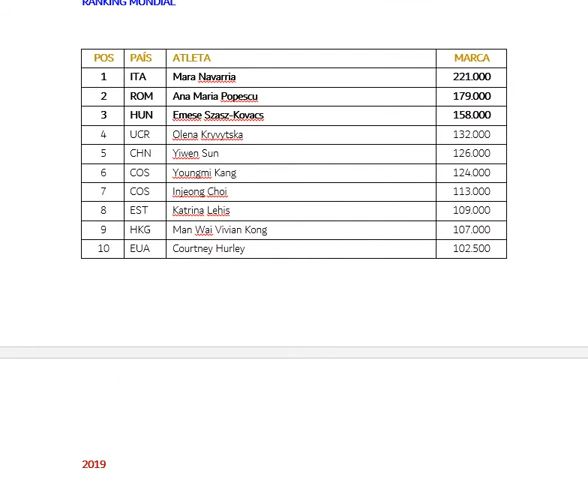 RANKING MUNDIAL
POS PAÍS ATLETA MARCA
1 ITA Mara Navarria 221.000
2 ROM Ana Maria Popescu 179.000
3 HUN Emese Szasz-Kovacs 158.000
4 UCR Olena Kryvytska 132.000
5 CHN Yiwen Sun 126.000
6 COS Youngmi Kang 124.000
7 COS Injeong Choi 113.000
8 EST Katrina Lehis 109.000
9 HKG Man Wai Vivian Kong 107.000
10 EUA Courtney Hurley 102.500
2019